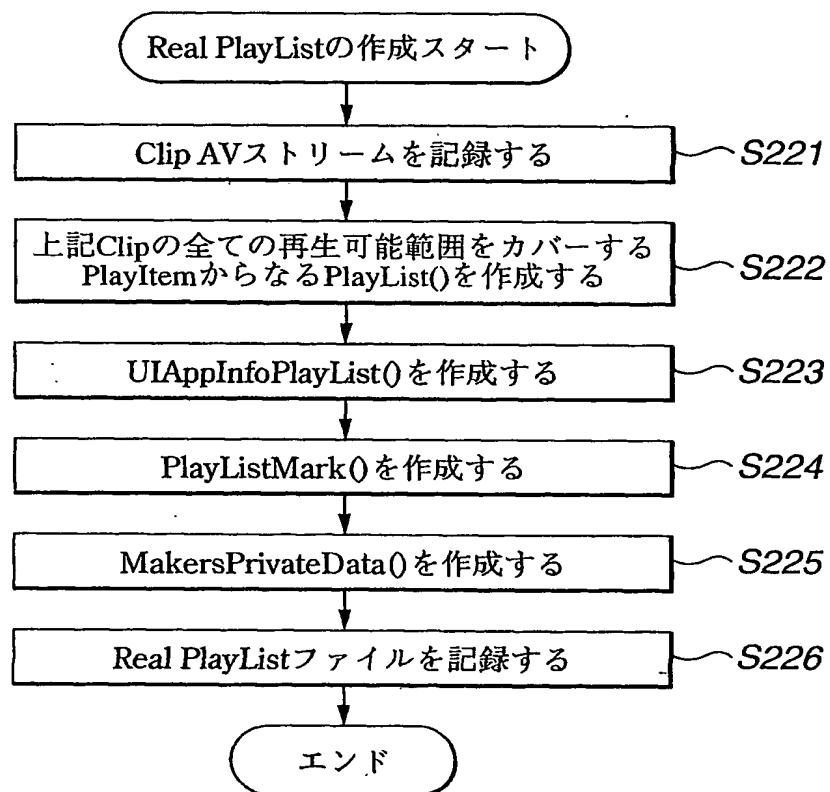 Real PlayListの作成スタート
Clip AVストリームを記録する
S221
上記Clipの全ての再生可能範囲をカバーする
PlayItemからなるPlayList()を作成する
S222
UIAppInfoPlayList()を作成する
S223
PlayListMark()を作成する
S224
MakersPrivateData()を作成する
S225
Real PlayListファイルを記録する
S226
エンド